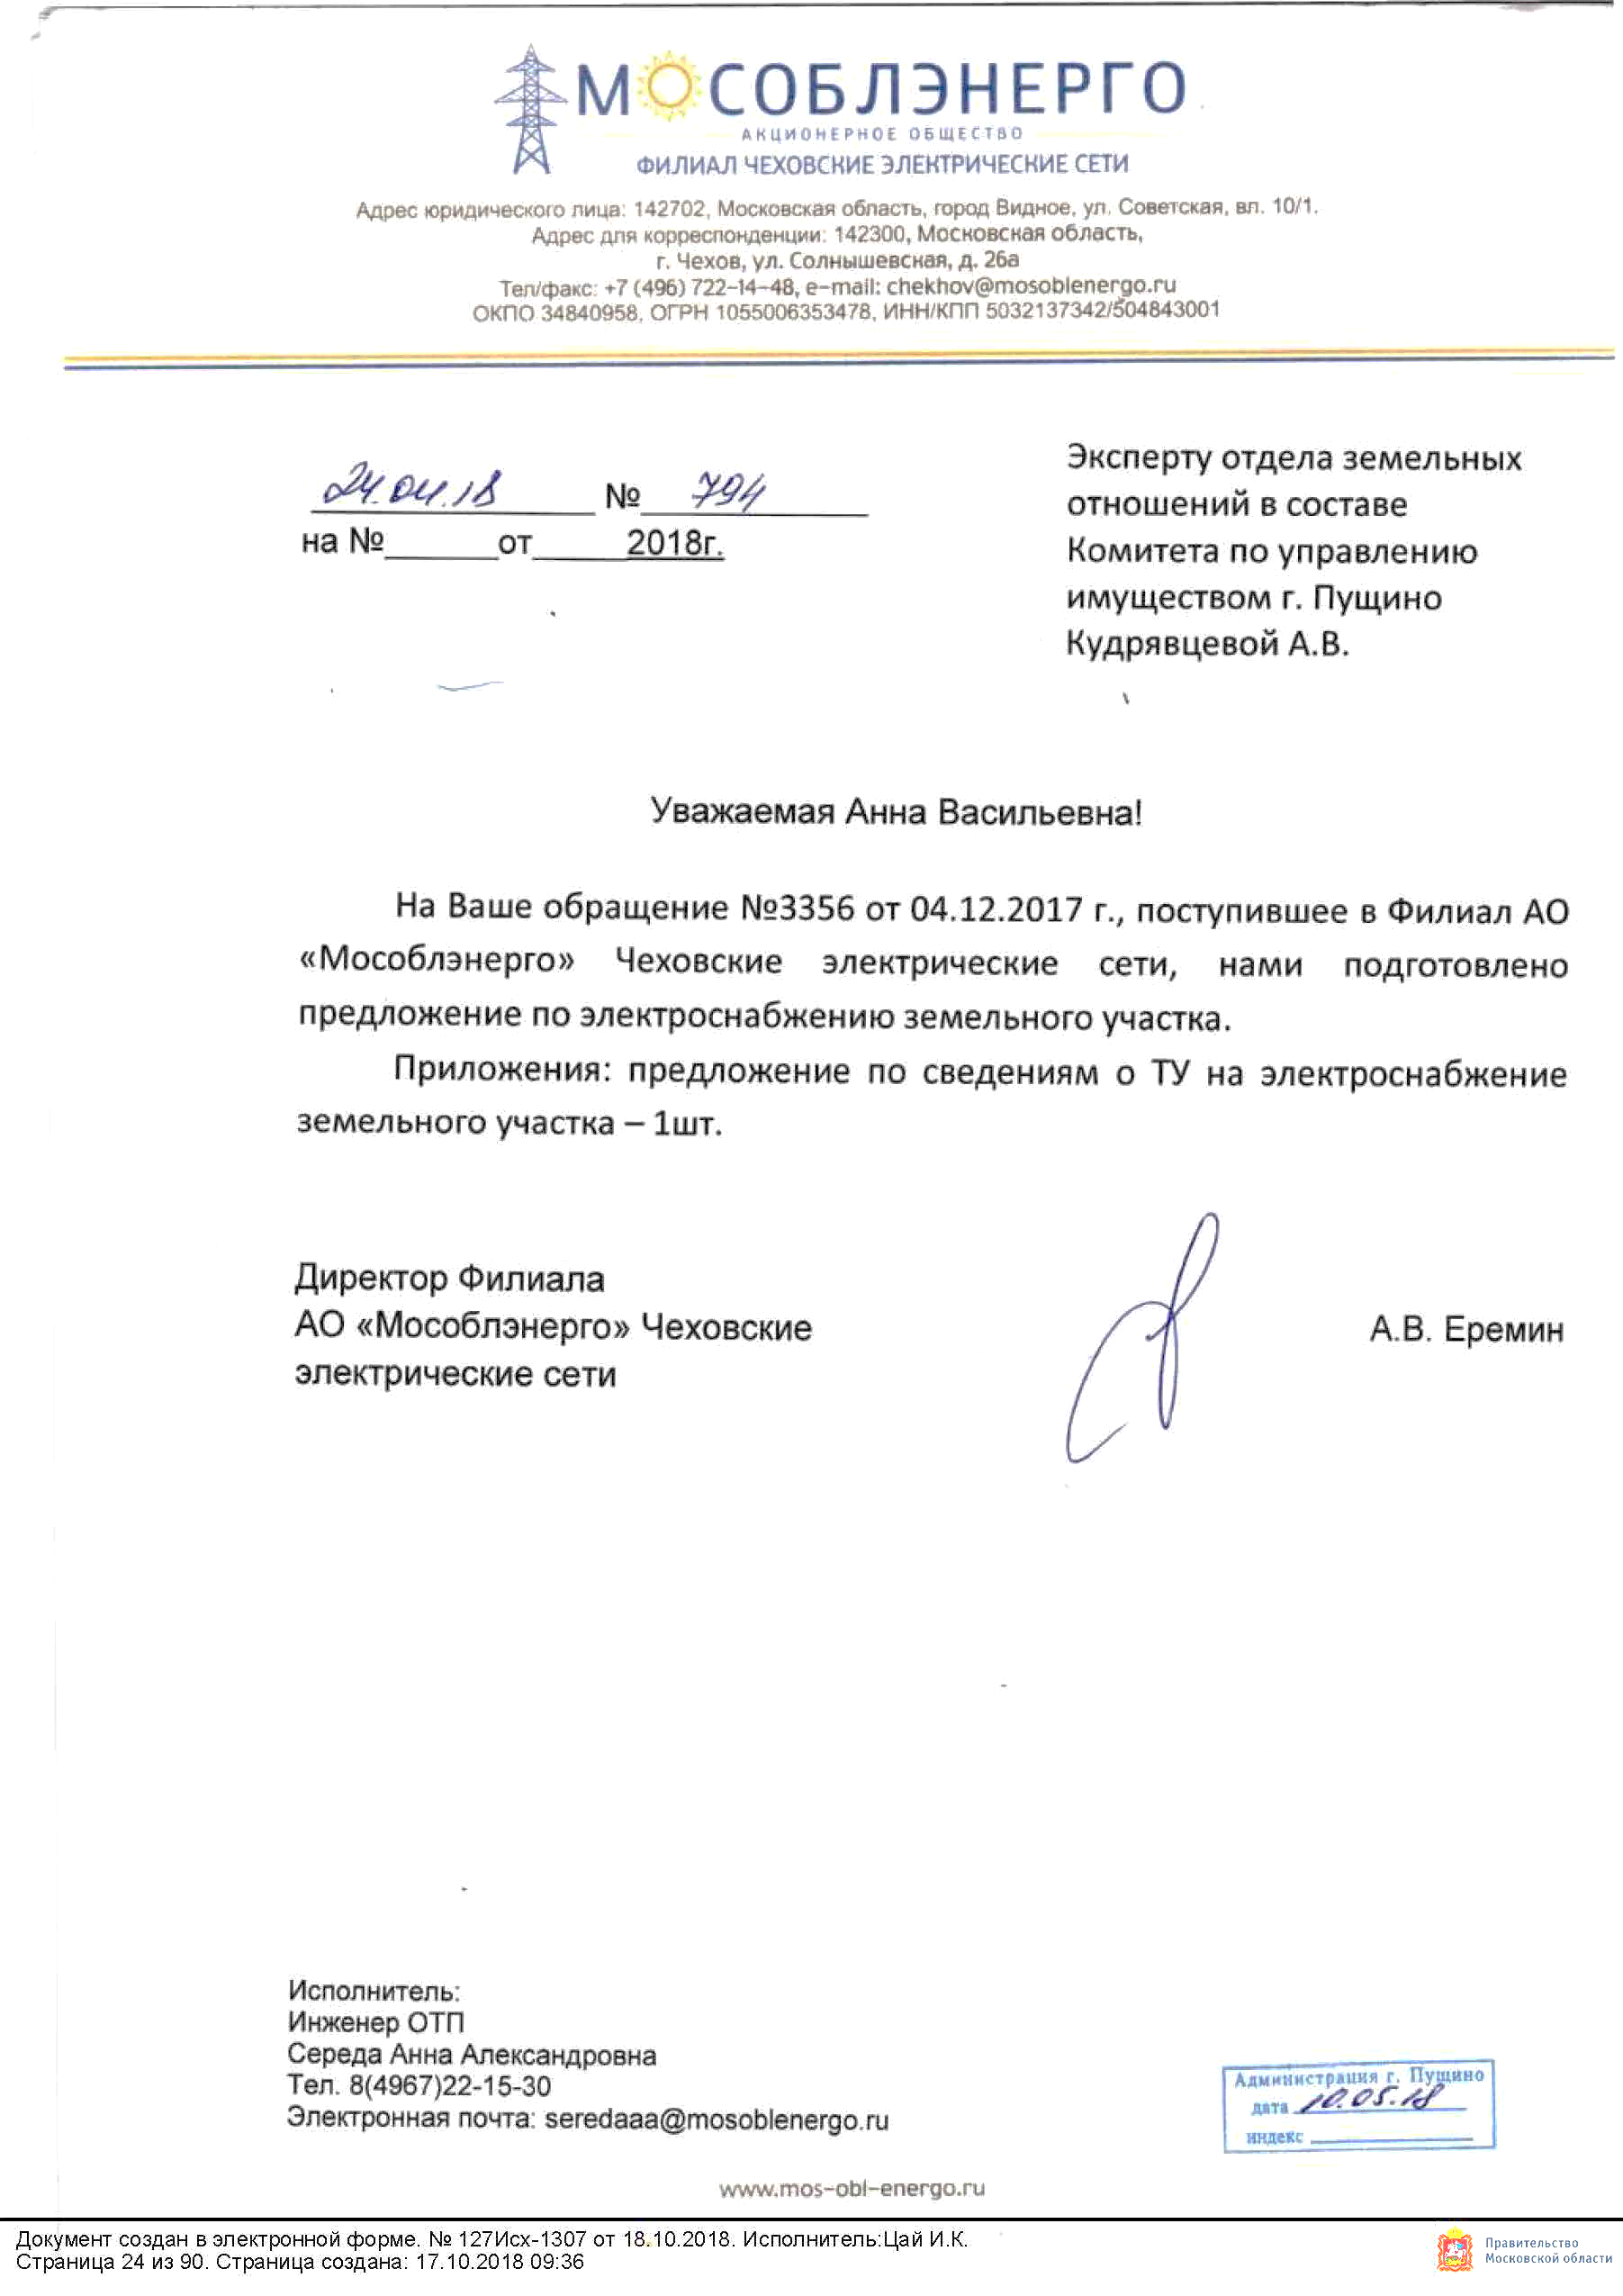 МОСОБЛЭНЕРГО
АКЦИОНЕРНОЕ ОБЩЕСТВО
ФИЛИАЛ ЧЕХОВСКИЕ ЭЛЕКТРИЧЕСКИЕ СЕТИ
Адрес юридического лица: 142702, Московская область, город Видное, ул. Советская, вл. 10/1.
Адрес для корреспонденции: 142300, Московская область,
г. Чехов, ул. Солнышевская, д. 26а
Тел/факс: +7 (496) 722-14-48, e-mail: chekhov@mosoblenergo.ru
ОКПО 34840958, ОГРН 1055006353478, ИНН/КПП 5032137342/504843001
24.04.18 № 794
на №______от_____2018г.
Эксперту отдела земельных
отношений в составе
Комитета по управлению
имуществом г. Пущино
Кудрявцевой А.В.
Уважаемая Анна Васильевна!
На Ваше обращение №3356 от 04.12.2017 г., поступившее в Филиал АО
«Мособлэнерго» Чеховские электрические сети, нами подготовлено
предложение по электроснабжению земельного участка.
Приложения: предложение по сведениям о ТУ на электроснабжение
земельного участка – 1шт.
Директор Филиала
АО «Мособлэнерго» Чеховские
электрические сети
А.В. Еремин
Исполнитель:
Инженер ОТП
Середа Анна Александровна
Тел. 8(4967)22-15-30
Электронная почта: seredaaa@mosoblenergo.ru
Администрация г. Пущино
дата 10.05.18
индекс
www.mos-obl-energo.ru
Документ создан в электронной форме. № 127Исх-1307 от 18.10.2018. Исполнитель:Цай И.К.
Страница 24 из 90. Страница создана: 17.10.2018 09:36
Правительство
Московской области